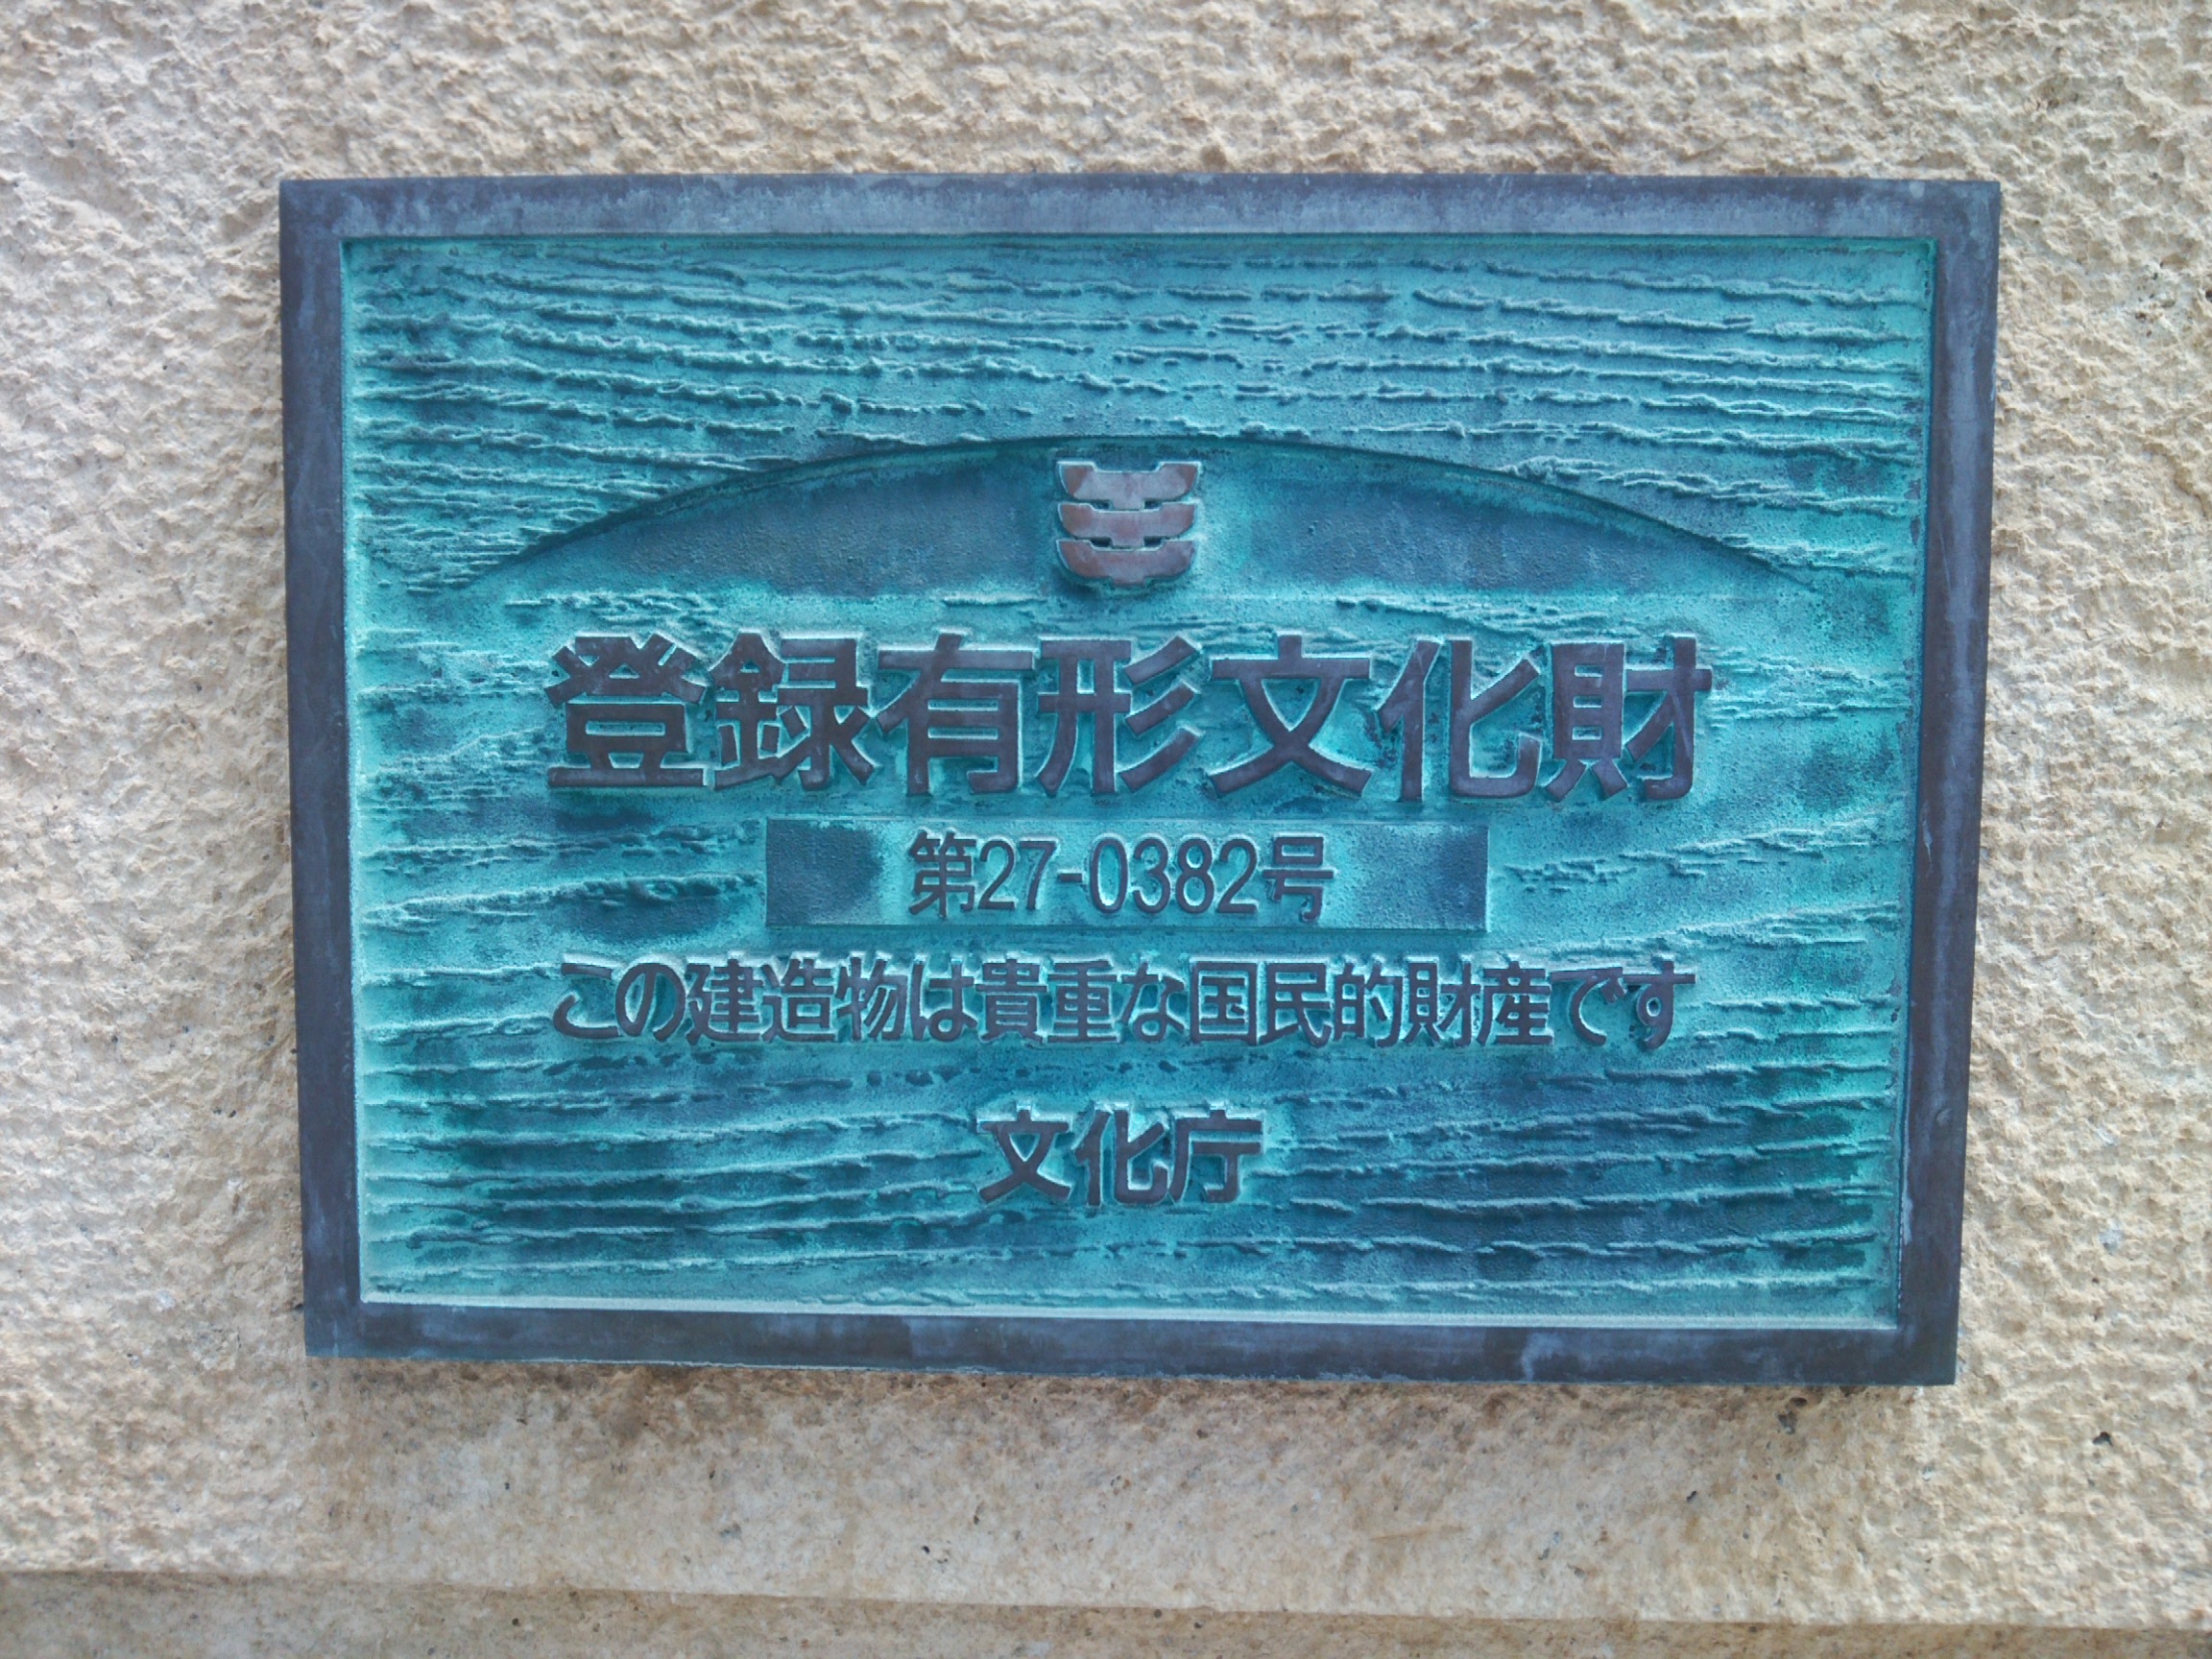 登録有形文化財
第27-0382号
この建造物は貴重な国民的財産です
文化庁